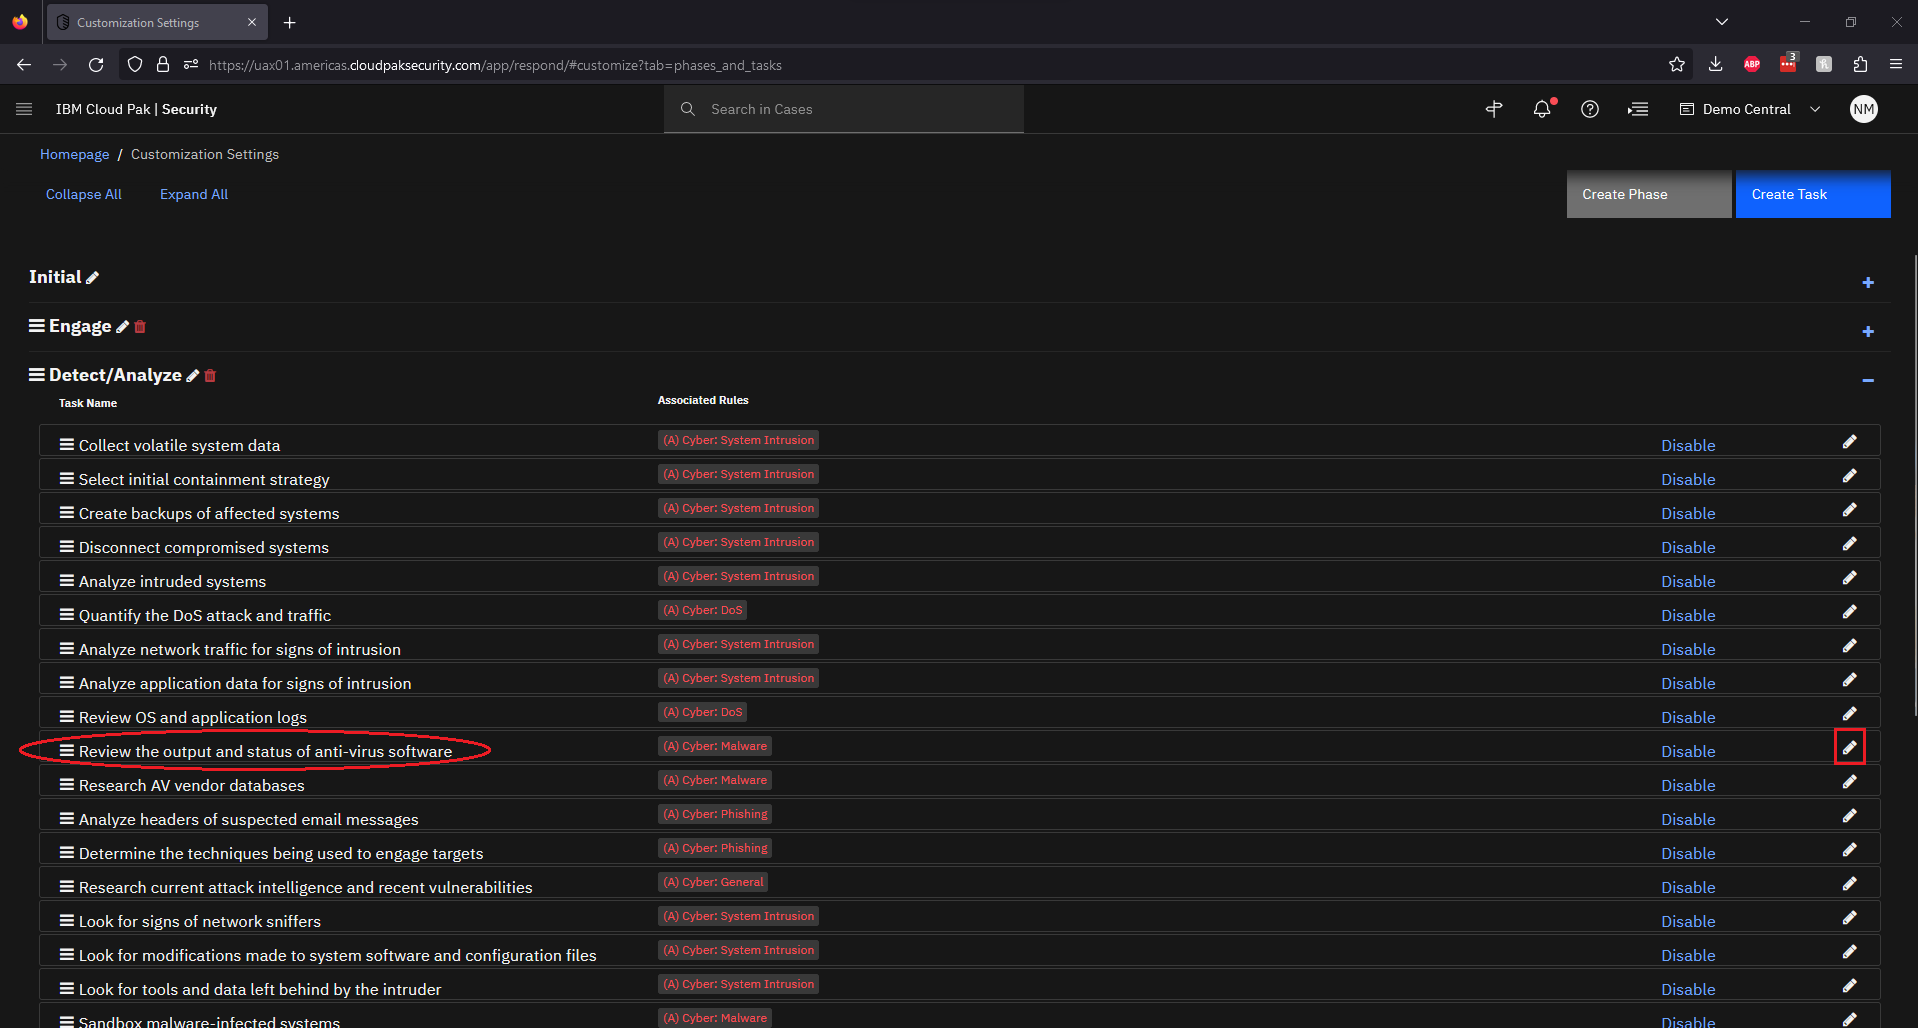 Customization Settings
https://uax01.americas.cloudpaksecurity.com/app/respond/#customize?tab=phases_and_tasks
ABP
3
IBM Cloud Pak | Security
Search in Cases
Demo Central
NM
Homepage / Customization Settings
Collapse All Expand All
Create Phase
Create Task
Initial
Engage
Detect/Analyze
Task Name Associated Rules
Collect volatile system data (A) Cyber: System Intrusion Disable
Select initial containment strategy (A) Cyber: System Intrusion Disable
Create backups of affected systems (A) Cyber: System Intrusion Disable
Disconnect compromised systems (A) Cyber: System Intrusion Disable
Analyze intruded systems (A) Cyber: System Intrusion Disable
Quantify the DoS attack and traffic (A) Cyber: DoS Disable
Analyze network traffic for signs of intrusion (A) Cyber: System Intrusion Disable
Analyze application data for signs of intrusion (A) Cyber: System Intrusion Disable
Review OS and application logs (A) Cyber: DoS Disable
Review the output and status of anti-virus software (A) Cyber: Malware Disable
Research AV vendor databases (A) Cyber: Malware Disable
Analyze headers of suspected email messages (A) Cyber: Phishing Disable
Determine the techniques being used to engage targets (A) Cyber: Phishing Disable
Research current attack intelligence and recent vulnerabilities (A) Cyber: General Disable
Look for signs of network sniffers (A) Cyber: System Intrusion Disable
Look for modifications made to system software and configuration files (A) Cyber: System Intrusion Disable
Look for tools and data left behind by the intruder (A) Cyber: System Intrusion Disable
Sandbox malware-infected systems (A) Cyber: Malware Disable